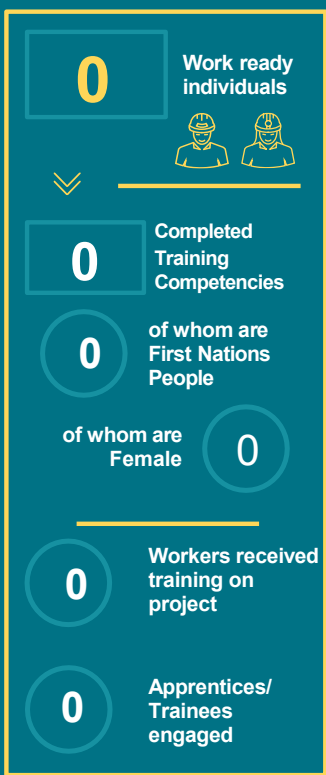 0
Work ready
individuals
0
Completed
Training
Competencies
0
of whom are
First Nations
People
of whom are
Female
0
0
Workers received
training on
project
0
Apprentices/
Trainees
engaged